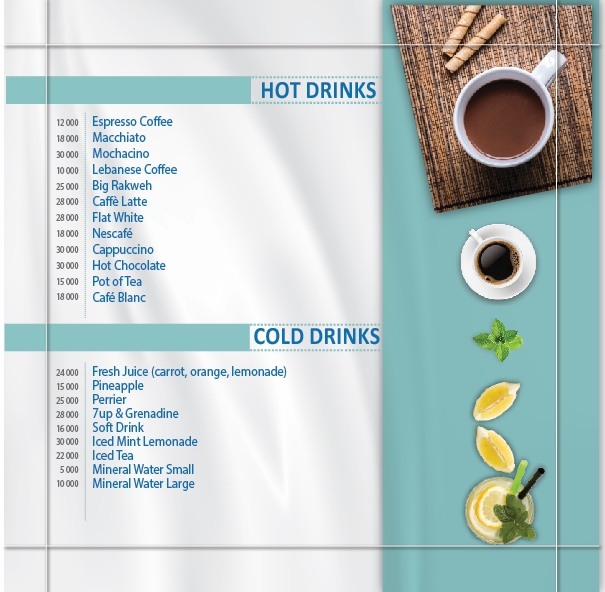 HOT DRINKS
12 000 Espresso Coffee
18 000 Macchiato
30 000 Mochacino
10 000 Lebanese Coffee
25 000 Big Rakweh
28 000 Caffè Latte
28 000 Flat White
18 000 Nescafé
30 000 Cappuccino
30 000 Hot Chocolate
15 000 Pot of Tea
18 000 Café Blanc
COLD DRINKS
24 000 Fresh Juice (carrot, orange, lemonade)
15 000 Pineapple
25 000 Perrier
28 000 7up & Grenadine
16 000 Soft Drink
30 000 Iced Mint Lemonade
22 000 Iced Tea
5 000 Mineral Water Small
10 000 Mineral Water Large